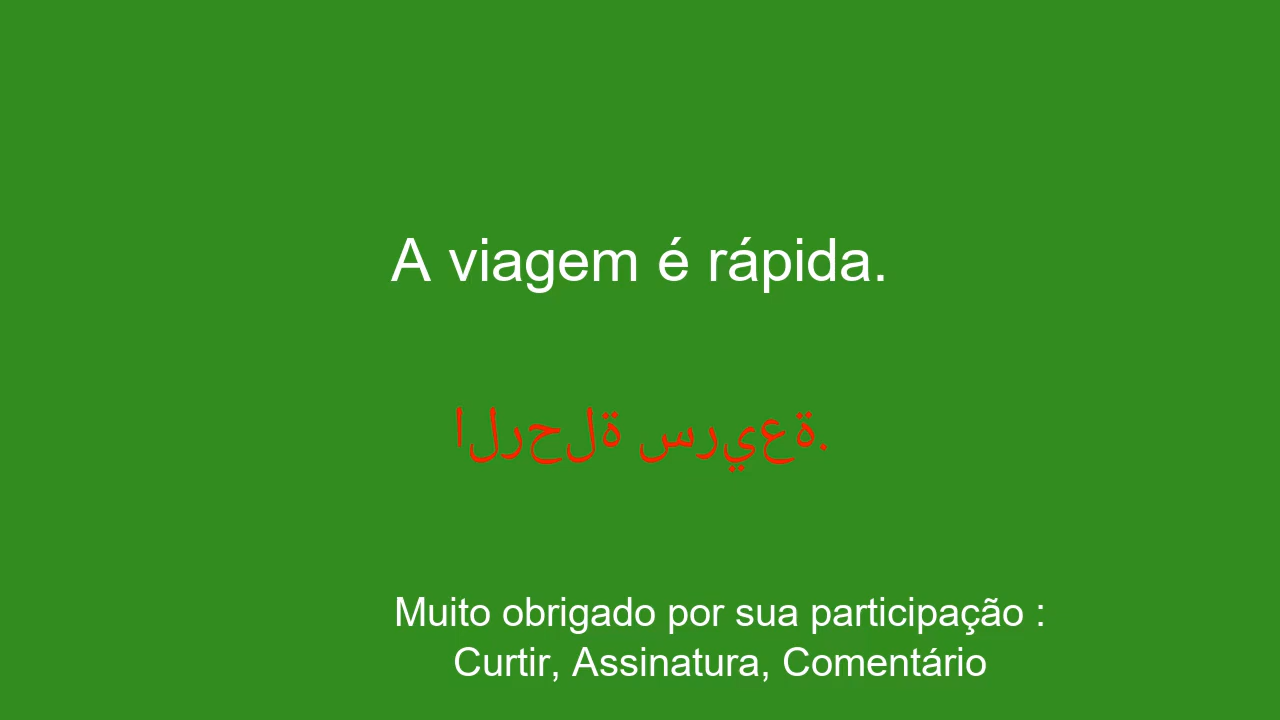 A viagem é rápida.
الرحلة سريعة.
Muito obrigado por sua participação :
Curtir, Assinatura, Comentário